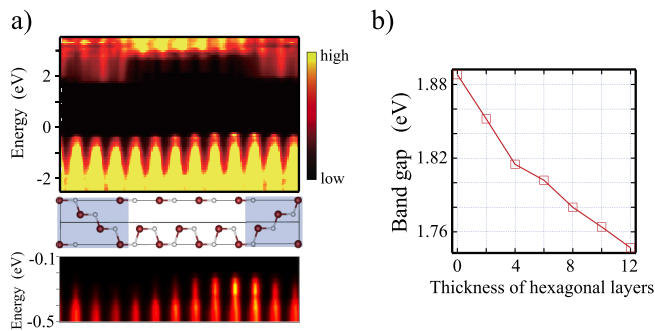 a)
Energy (eV)
2
0
-2
high
low
Energy (eV)
-0.1
-0.5
b)
Band gap (eV)
1.88
1.82
1.76
0 4 8 12
Thickness of hexagonal layers